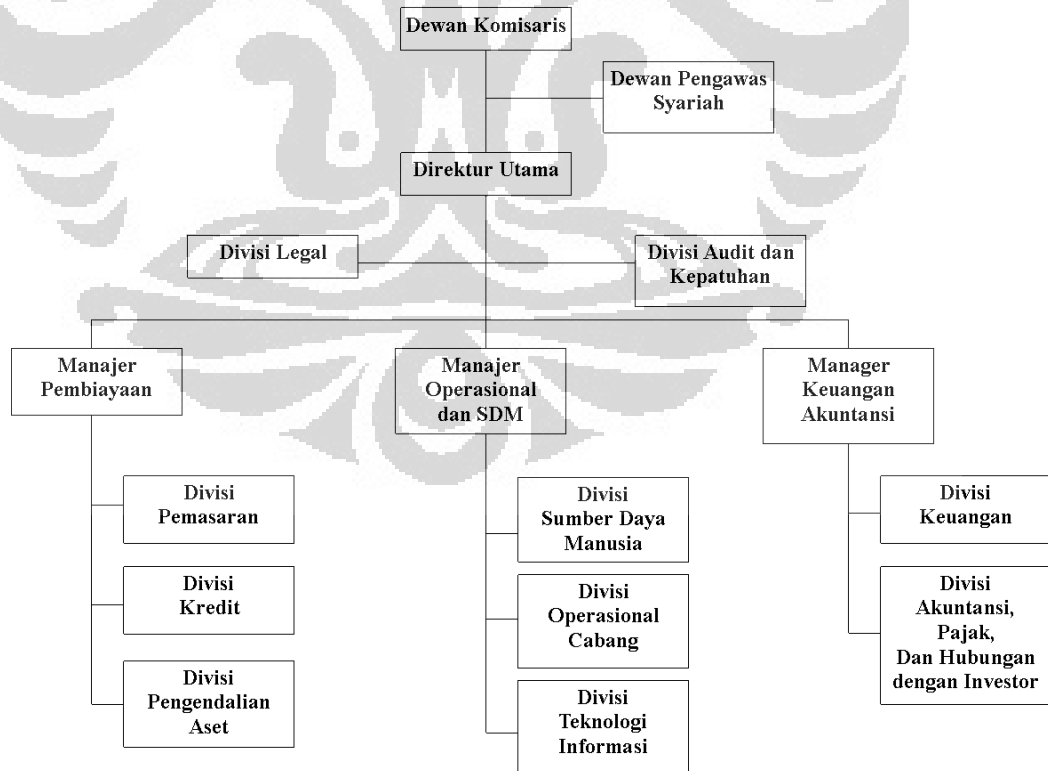 Dewan Komisaris
Dewan Pengawas
Syariah
Direktur Utama
Divisi Legal
Divisi Audit dan
Kepatuhan
Manajer
Pembiayaan
Manajer
Operasional
dan SDM
Manager
Keuangan
Akuntansi
Divisi
Pemasaran
Divisi
Kredit
Divisi
Pengendalian
Aset
Divisi
Sumber Daya
Manusia
Divisi
Operasional
Cabang
Divisi
Teknologi
Informasi
Divisi
Keuangan
Divisi
Akuntansi,
Pajak,
Dan Hubungan
dengan Investor